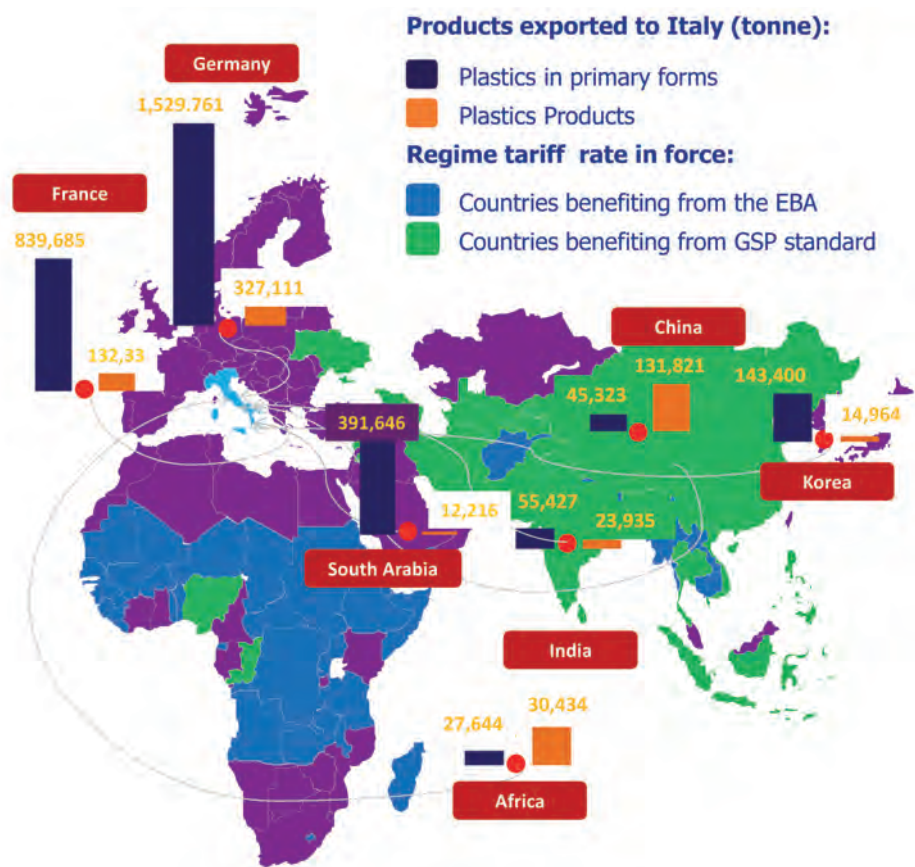 Products exported to Italy (tonne):
Plastics in primary forms
Plastics Products
Regime tariff rate in force:
Countries benefiting from the EBA
Countries benefiting from GSP standard
Germany
1,529.761
327,111
France
839,685
132,33
China
45,323
131,821
143,400
14,964
Korea
391,646
12,216
South Arabia
55,427
23,935
India
27,644
30,434
Africa